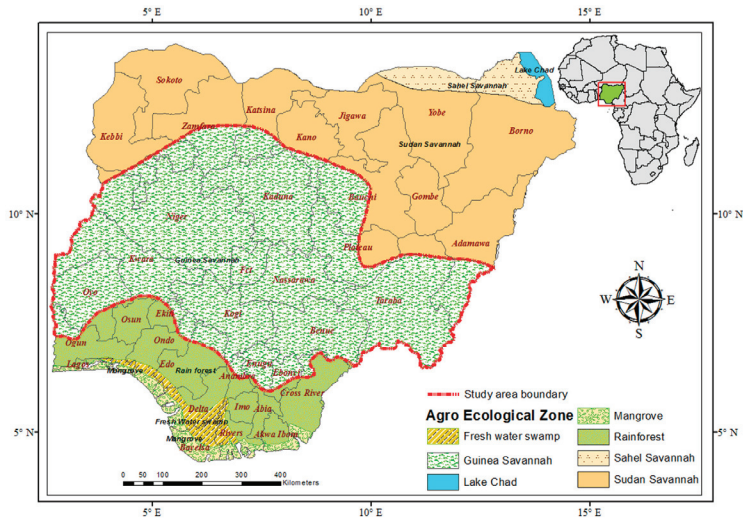 5° E
10° E
15° E
Lake Chad
Sokoto
Sahel Savannah
Katsina
Jigawa
Yobe
Zamfara
Kano
Borno
Kebbi
Sudan Savannah
Kaduna
Bauchi
Gombe
10° N
10° N
Niger
Plateau
Adamawa
Kwara
Guinea Savannah
Fct
Nassarawa
N
W
E
S
Oyo
Taraba
Kogi
Osun
Ekiti
Benue
Ogun
Ondo
Lagos
Mangrove
Edo
Rain forest
Enugu
Anambra
Ebonyi
Cross River
Study area boundary
Delta
Imo
Abia
Fresh Water swamp
Mangrove
Rivers
Akwa Ibom
Bayelsa
5° N
5° N
Agro Ecological Zone
Fresh water swamp
Guinea Savannah
Lake Chad
Mangrove
Rainforest
Sahel Savannah
Sudan Savannah
0 50 100 200 300 400
Kilometers
5° E
10° E
15° E